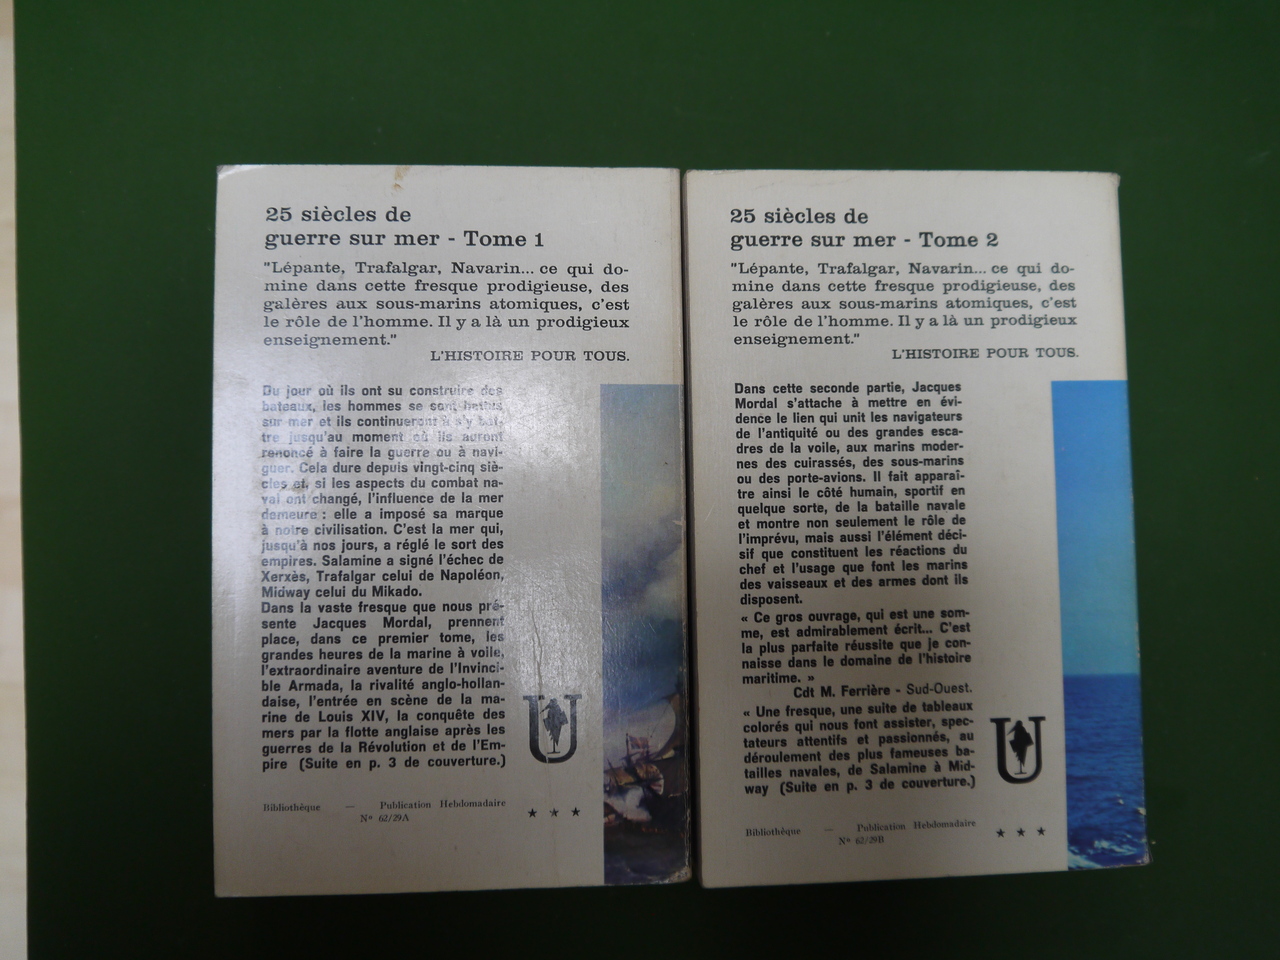 25 siècles de
guerre sur mer - Tome 1
"Lépante, Trafalgar, Navarin... ce qui do-
mine dans cette fresque prodigieuse, des
galères aux sous-marins atomiques, c'est
le rôle de l'homme. Il y a là un prodigieux
enseignement."
L'HISTOIRE POUR TOUS.
Du jour où ils ont su construire des
bateaux, les hommes se sont battus
sur mer et ils continueront à s'y bat-
tre jusqu'au moment où ils auront
renoncé à faire la guerre ou à navi-
guer. Cela dure depuis vingt-cinq siè-
cles et, si les aspects du combat na-
val ont changé, l'influence de la mer
demeure : elle a imposé sa marque
à notre civilisation. C'est la mer qui,
jusqu'à nos jours, a réglé le sort des
empires. Salamine a signé l'échec de
Xerxès, Trafalgar celui de Napoléon,
Midway celui du Mikado.
Dans la vaste fresque que nous pré-
sente Jacques Mordal, prennent
place, dans ce premier tome, les
grandes heures de la marine à voile,
l'extraordinaire aventure de l'Invinci-
ble Armada, la rivalité anglo-hollan-
daise, l'entrée en scène de la ma-
rine de Louis XIV, la conquête des
mers par la flotte anglaise après les
guerres de la Révolution et de l'Em-
pire (Suite en p. 3 de couverture.)
U
Bibliothèque — Publication Hebdomadaire
N° 62/29A
★ ★ ★
25 siècles de
guerre sur mer - Tome 2
"Lépante, Trafalgar, Navarin... ce qui do-
mine dans cette fresque prodigieuse, des
galères aux sous-marins atomiques, c'est
le rôle de l'homme. Il y a là un prodigieux
enseignement."
L'HISTOIRE POUR TOUS.
Dans cette seconde partie, Jacques
Mordal s'attache à mettre en évi-
dence le lien qui unit les navigateurs
de l'antiquité ou des grandes esca-
dres de la voile, aux marins moder-
nes des cuirassés, des sous-marins
ou des porte-avions. Il fait apparaî-
tre ainsi le côté humain, sportif en
quelque sorte, de la bataille navale
et montre non seulement le rôle de
l'imprévu, mais aussi l'élément déci-
sif que constituent les réactions du
chef et l'usage que font les marins
des vaisseaux et des armes dont ils
disposent.
« Ce gros ouvrage, qui est une som-
me, est admirablement écrit... C'est
la plus parfaite réussite que je con-
naisse dans le domaine de l'histoire
maritime. »
Cdt M. Ferrière - Sud-Ouest.
« Une fresque, une suite de tableaux
colorés qui nous font assister, spec-
tateurs attentifs et passionnés, au
déroulement des plus fameuses ba-
tailles navales, de Salamine à Mid-
way (Suite en p. 3 de couverture.)
U
Bibliothèque — Publication Hebdomadaire
N° 62/29B
★ ★ ★